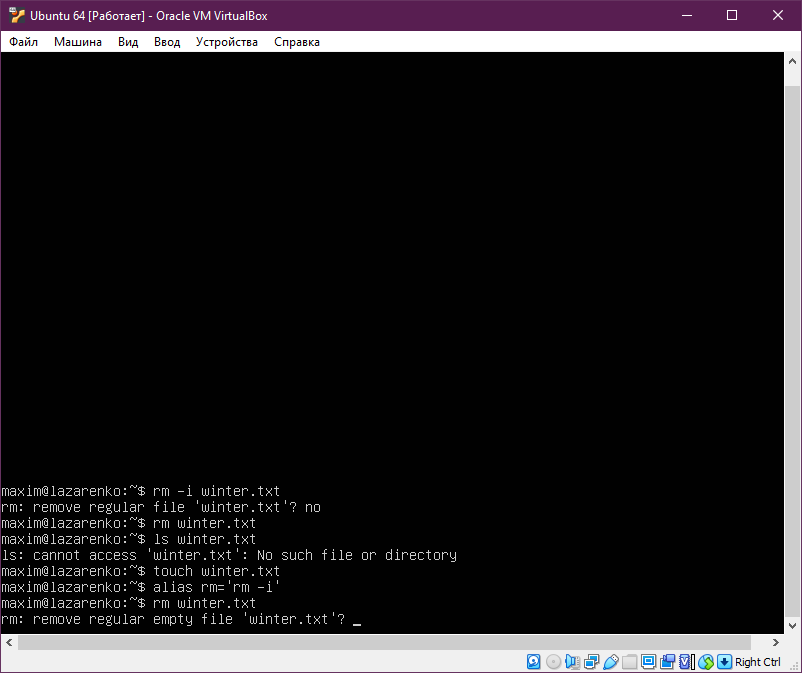 Ubuntu 64 [Работает] - Oracle VM VirtualBox
Файл Машина Вид Ввод Устройства Справка
maxim@lazarenko:~$ rm -i winter.txt
rm: remove regular file 'winter.txt'? no
maxim@lazarenko:~$ rm winter.txt
maxim@lazarenko:~$ ls winter.txt
ls: cannot access 'winter.txt': No such file or directory
maxim@lazarenko:~$ touch winter.txt
maxim@lazarenko:~$ alias rm='rm -i'
maxim@lazarenko:~$ rm winter.txt
rm: remove regular empty file 'winter.txt'? _
Right Ctrl